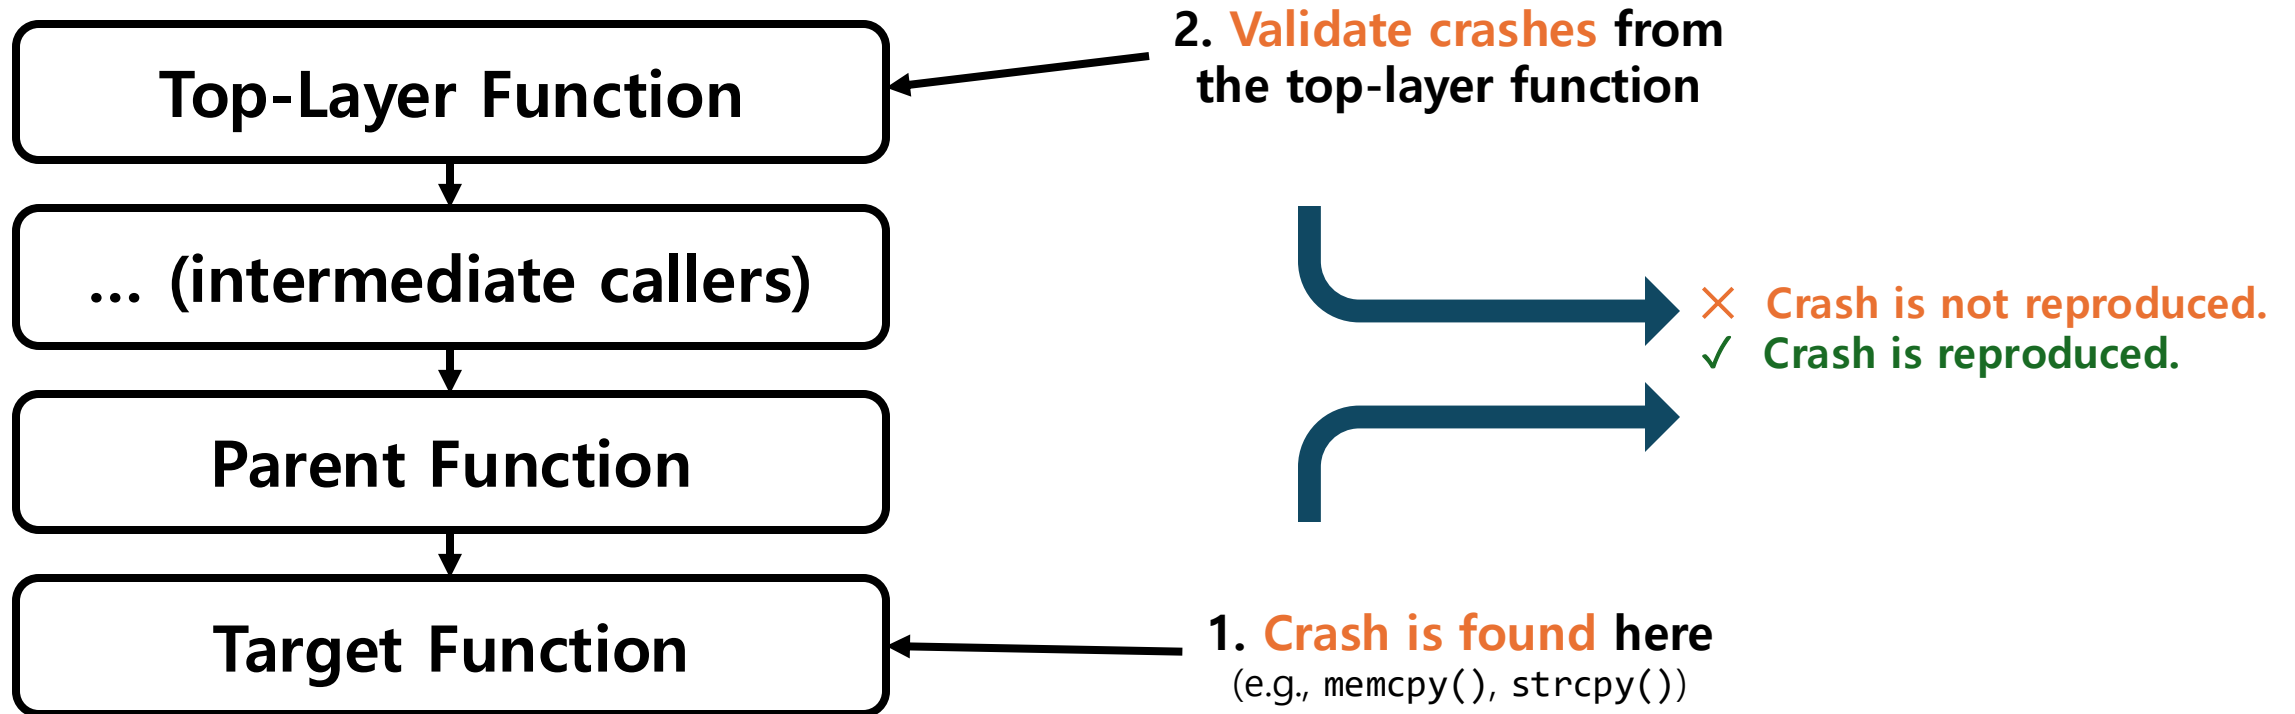 Top-Layer Function
... (intermediate callers)
Parent Function
Target Function
2. Validate crashes from
the top-layer function
✕ Crash is not reproduced.
✓ Crash is reproduced.
1. Crash is found here
(e.g., memcpy(), strcpy())